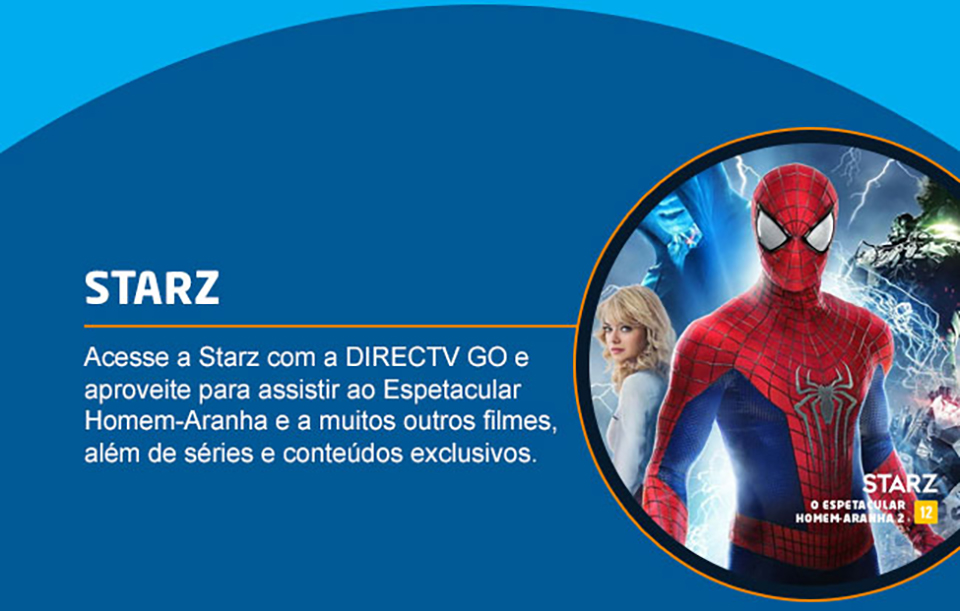 STARZ
Acesse a Starz com a DIRECTV GO e
aproveite para assistir ao Espetacular
Homem-Aranha e a muitos outros filmes,
além de séries e conteúdos exclusivos.
STARZ
O ESPETACULAR
HOMEM-ARANHA 2 12